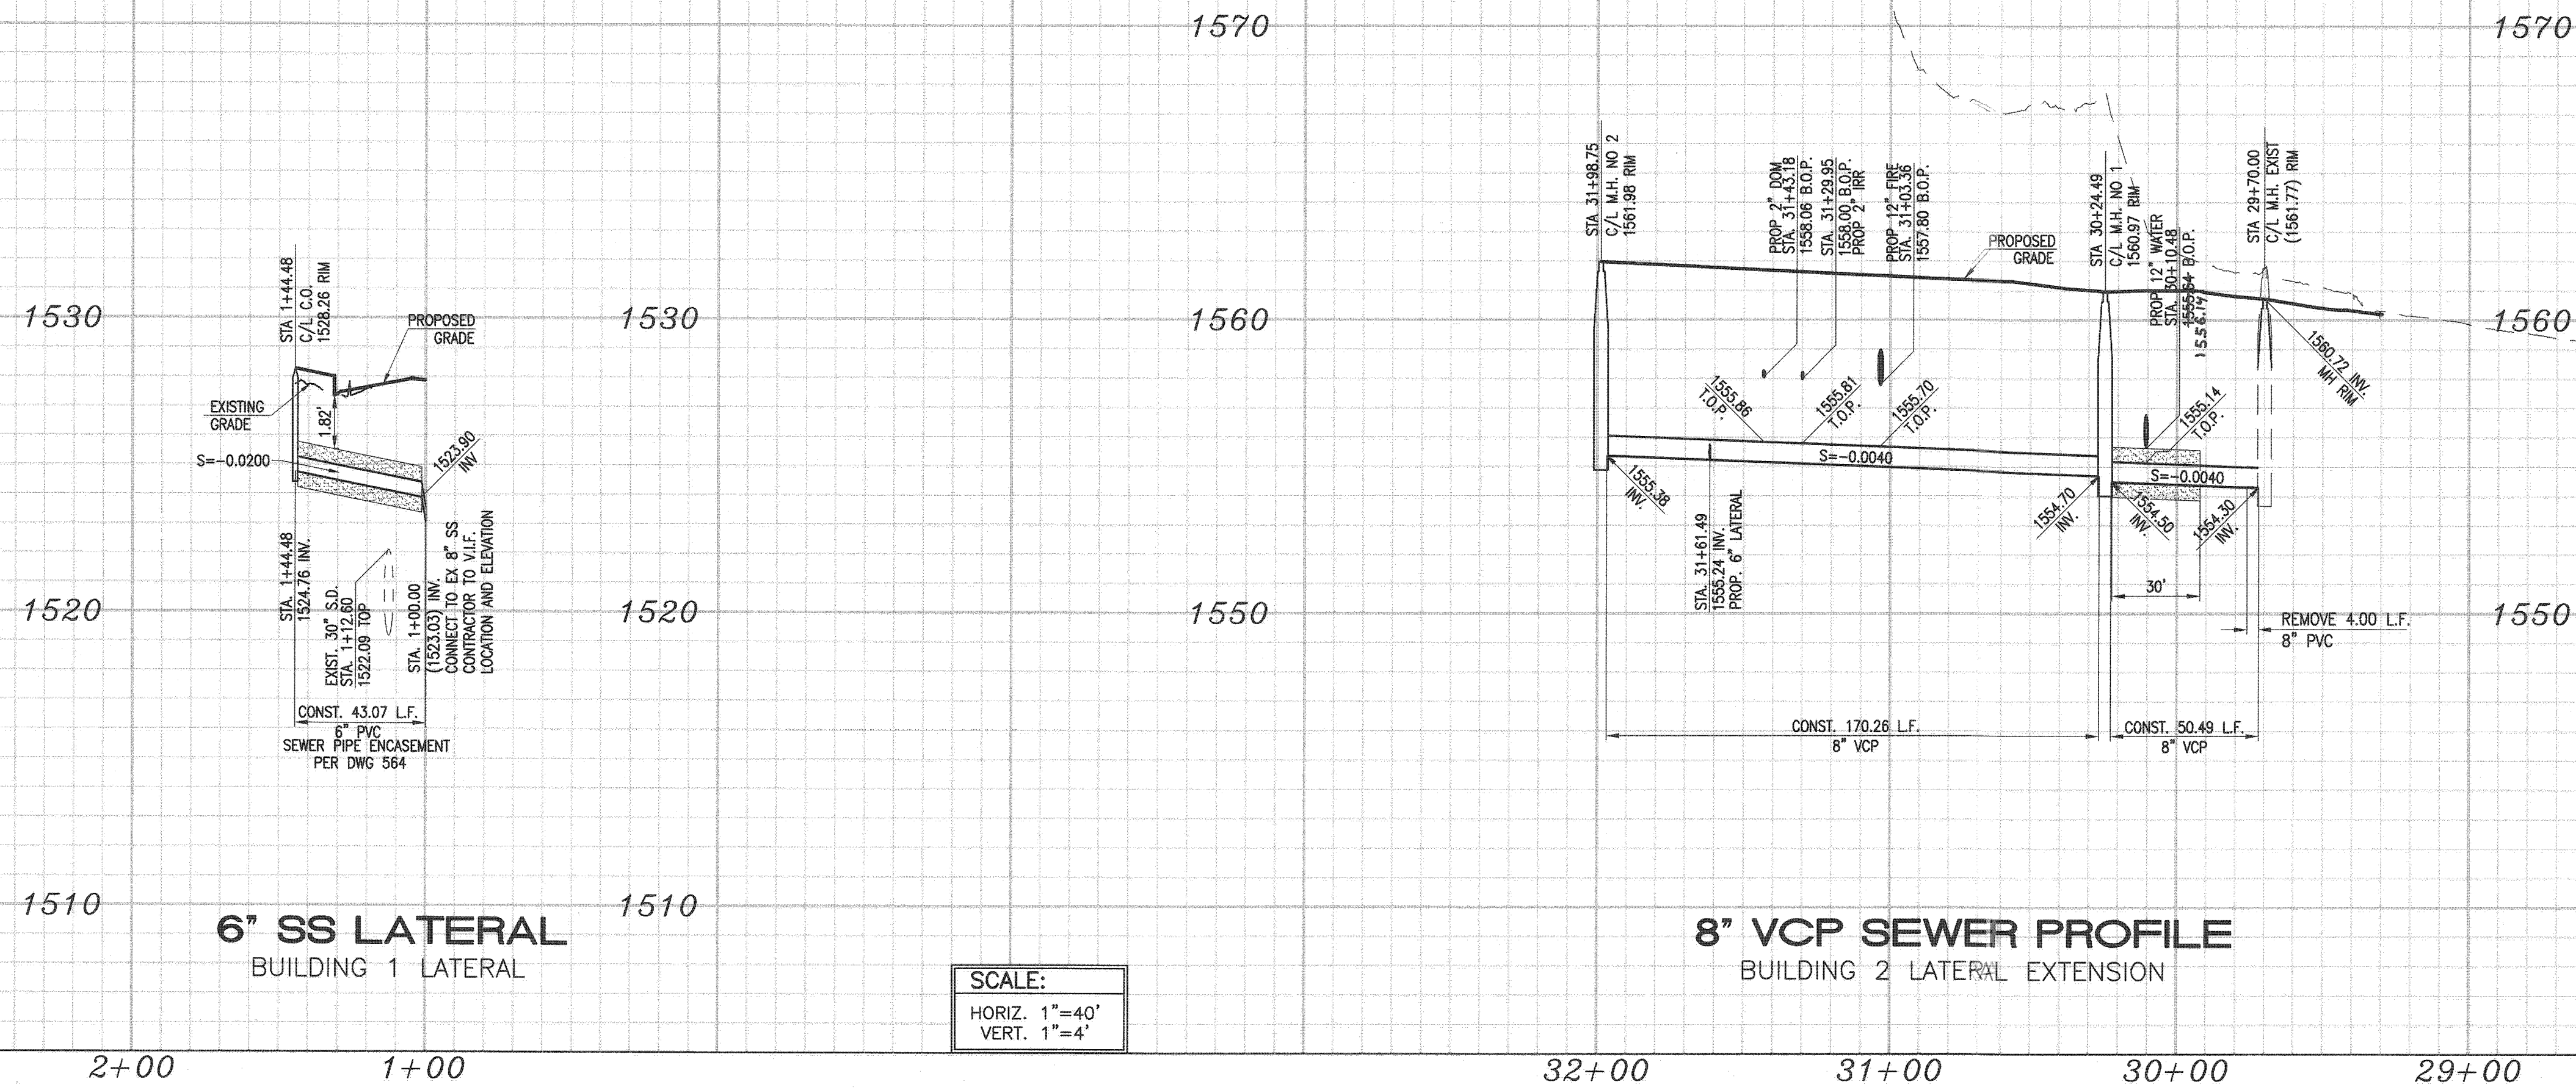 1570
1570
STA 1+44.48
C/L C.O.
1528.26 RIM
1530
PROPOSED
GRADE
EXISTING
GRADE
1.82'
S=-0.0200
1523.90
INV
STA. 1+44.48
1524.76 INV.
EXIST. 30" S.D.
STA. 1+12.60
1522.09 TOP
STA. 1+00.00
(1523.03) INV.
CONNECT TO EX 8" SS
CONTRACTOR TO V.I.F.
LOCATION AND ELEVATION
1520
CONST. 43.07 L.F.
6" PVC
SEWER PIPE ENCASEMENT
PER DWG 564
1510
6" SS LATERAL
BUILDING 1 LATERAL
2+00
1+00
1530
1520
1510
SCALE:
HORIZ. 1"=40'
VERT. 1"=4'
1560
1550
STA 31+98.75
C/L M.H. NO 2
1561.98 RIM
PROP 2" DOM
STA. 31+43.18
1558.06 B.O.P.
STA. 31+29.95
1558.00 B.O.P.
PROP 2" IRR
PROP 12" FIRE
STA. 31+03.36
1557.80 B.O.P.
PROPOSED
GRADE
STA 30+24.49
C/L M.H. NO 1
1560.97 RIM
PROP 12" WATER
STA. 30+10.48
1555.64 B.O.P.
1556.14
STA 29+70.00
C/L M.H. EXIST
(1561.77) RIM
1560
1560.72 INV.
MH RIM
1555.86
T.O.P.
1555.81
T.O.P.
1555.70
T.O.P.
1555.14
T.O.P.
S=-0.0040
S=-0.0040
1555.38
INV.
STA. 31+61.49
1555.24 INV.
PROP. 6" LATERAL
1554.70
INV.
1554.50
INV.
1554.30
INV.
30'
1550
REMOVE 4.00 L.F.
8" PVC
CONST. 170.26 L.F.
8" VCP
CONST. 50.49 L.F.
8" VCP
8" VCP SEWER PROFILE
BUILDING 2 LATERAL EXTENSION
32+00
31+00
30+00
29+00